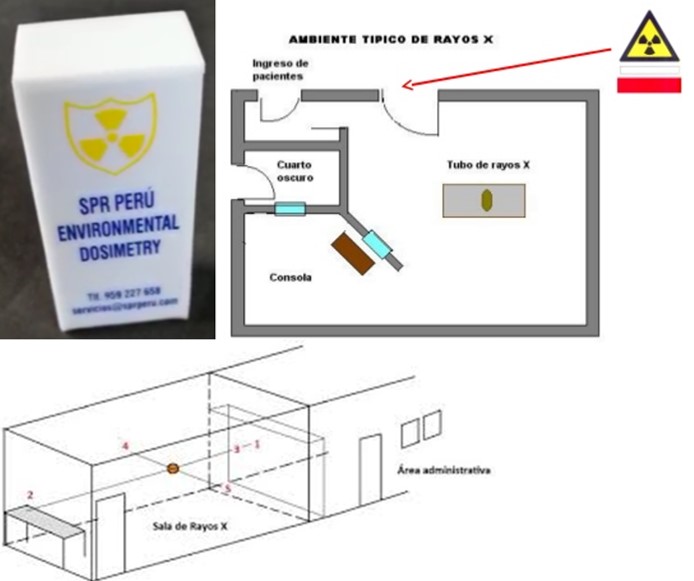 SPR PERÚ
ENVIRONMENTAL
DOSIMETRY
Tlf. 959 227 658
servicios@sprperu.com
AMBIENTE TIPICO DE RAYOS X
Ingreso de
pacientes
Cuarto
oscuro
Tubo de rayos X
Consola
4
3
1
2
5
Sala de Rayos X
Área administrativa